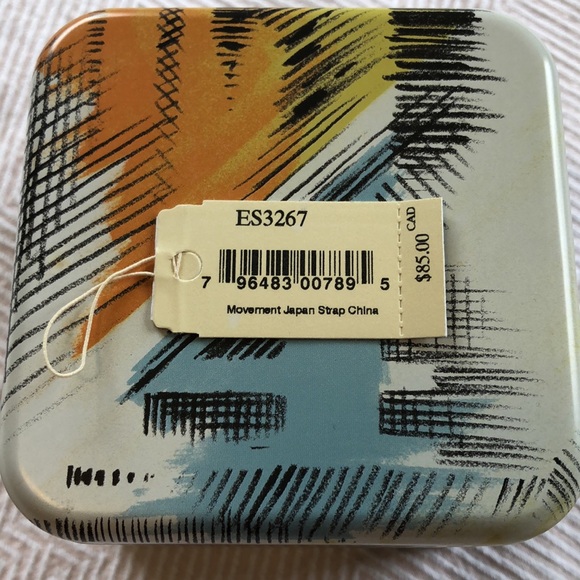 ES3267
7 96483 00789 5
Movement Japan Strap China
$85.00 CAD